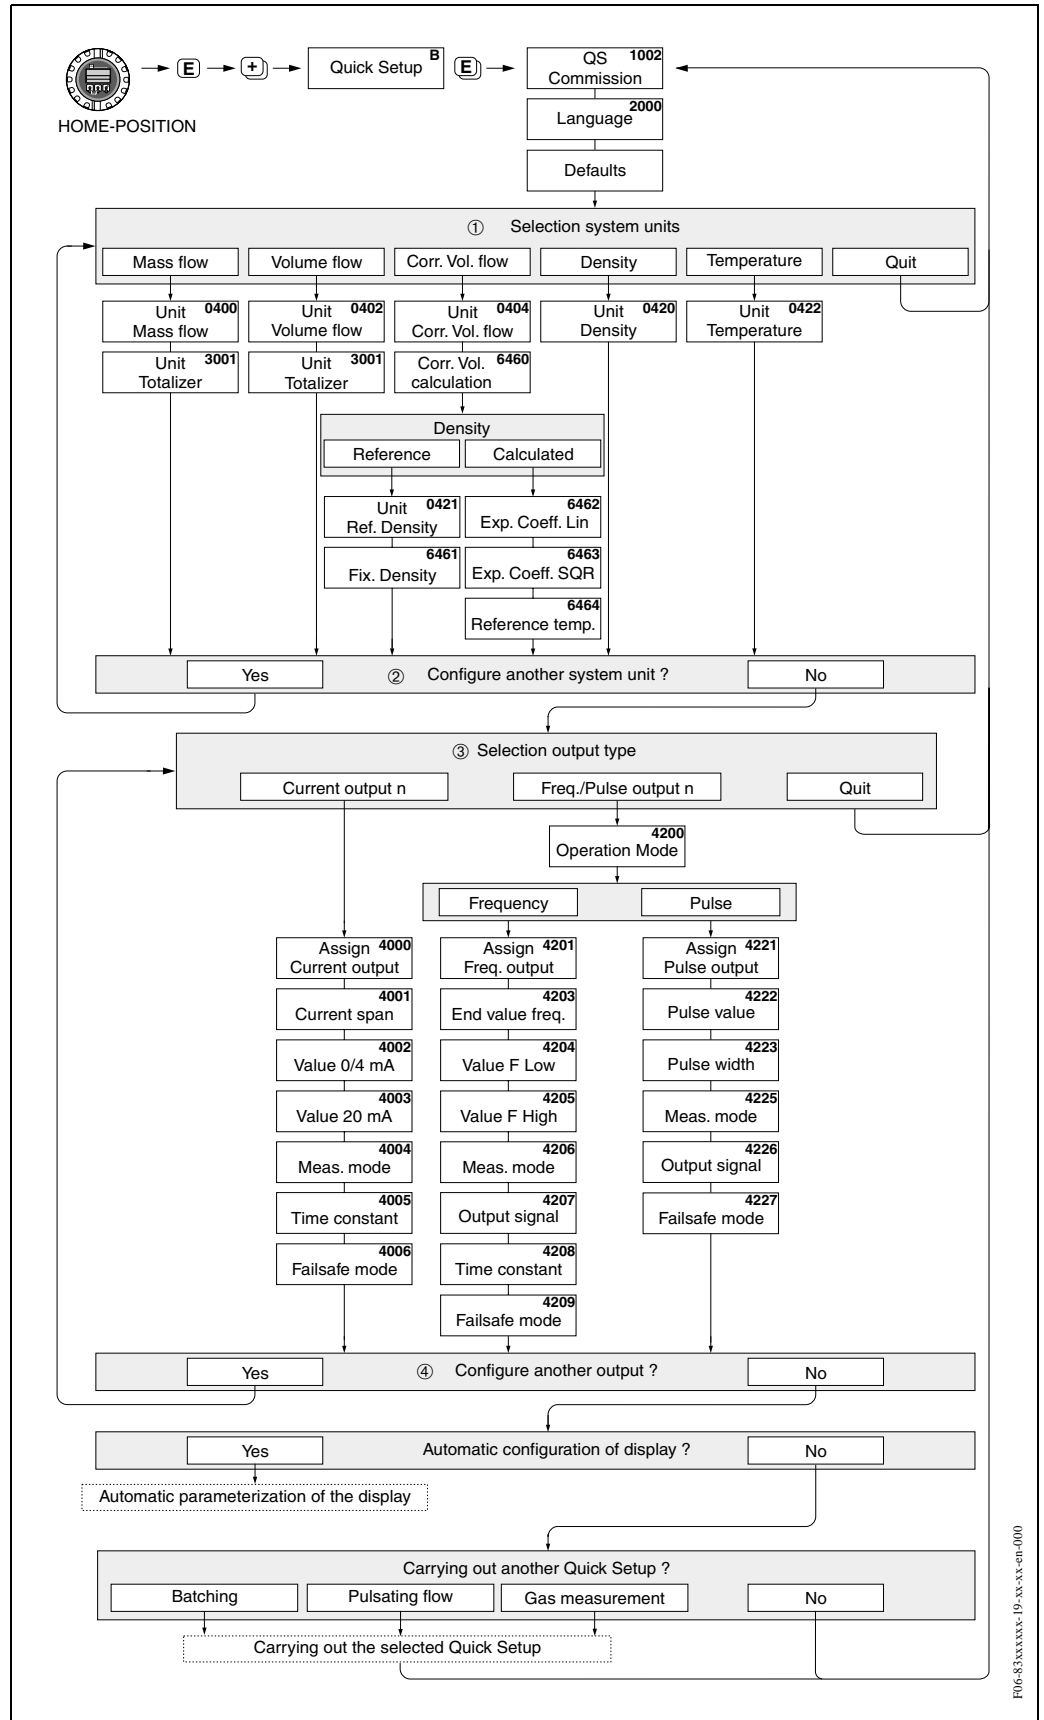 E
+
Quick Setup B
E
QS 1002
Commission
HOME-POSITION
Language 2000
Defaults
① Selection system units
Mass flow Volume flow Corr. Vol. flow Density Temperature Quit
Unit 0400
Mass flow
Unit 0402
Volume flow
Unit 0404
Corr. Vol. flow
Unit 0420
Density
Unit 0422
Temperature
Unit 3001
Totalizer
Unit 3001
Totalizer
Corr. Vol. 6460
calculation
Density
Reference Calculated
Unit 0421
Ref. Density
6462
Exp. Coeff. Lin
6461
Fix. Density
6463
Exp. Coeff. SQR
6464
Reference temp.
Yes ② Configure another system unit ? No
③ Selection output type
Current output n Freq./Pulse output n Quit
4200
Operation Mode
Frequency Pulse
Assign 4000
Current output
Assign 4201
Freq. output
Assign 4221
Pulse output
4001
Current span
4203
End value freq.
4222
Pulse value
4002
Value 0/4 mA
4204
Value F Low
4223
Pulse width
4003
Value 20 mA
4205
Value F High
4225
Meas. mode
4004
Meas. mode
4206
Meas. mode
4226
Output signal
4005
Time constant
4207
Output signal
4227
Failsafe mode
4006
Failsafe mode
4208
Time constant
4209
Failsafe mode
Yes ④ Configure another output ? No
Yes Automatic configuration of display ? No
Automatic parameterization of the display
Carrying out another Quick Setup ?
Batching Pulsating flow Gas measurement No
Carrying out the selected Quick Setup
F06-83xxxxxx-19-xx-xx-en-000